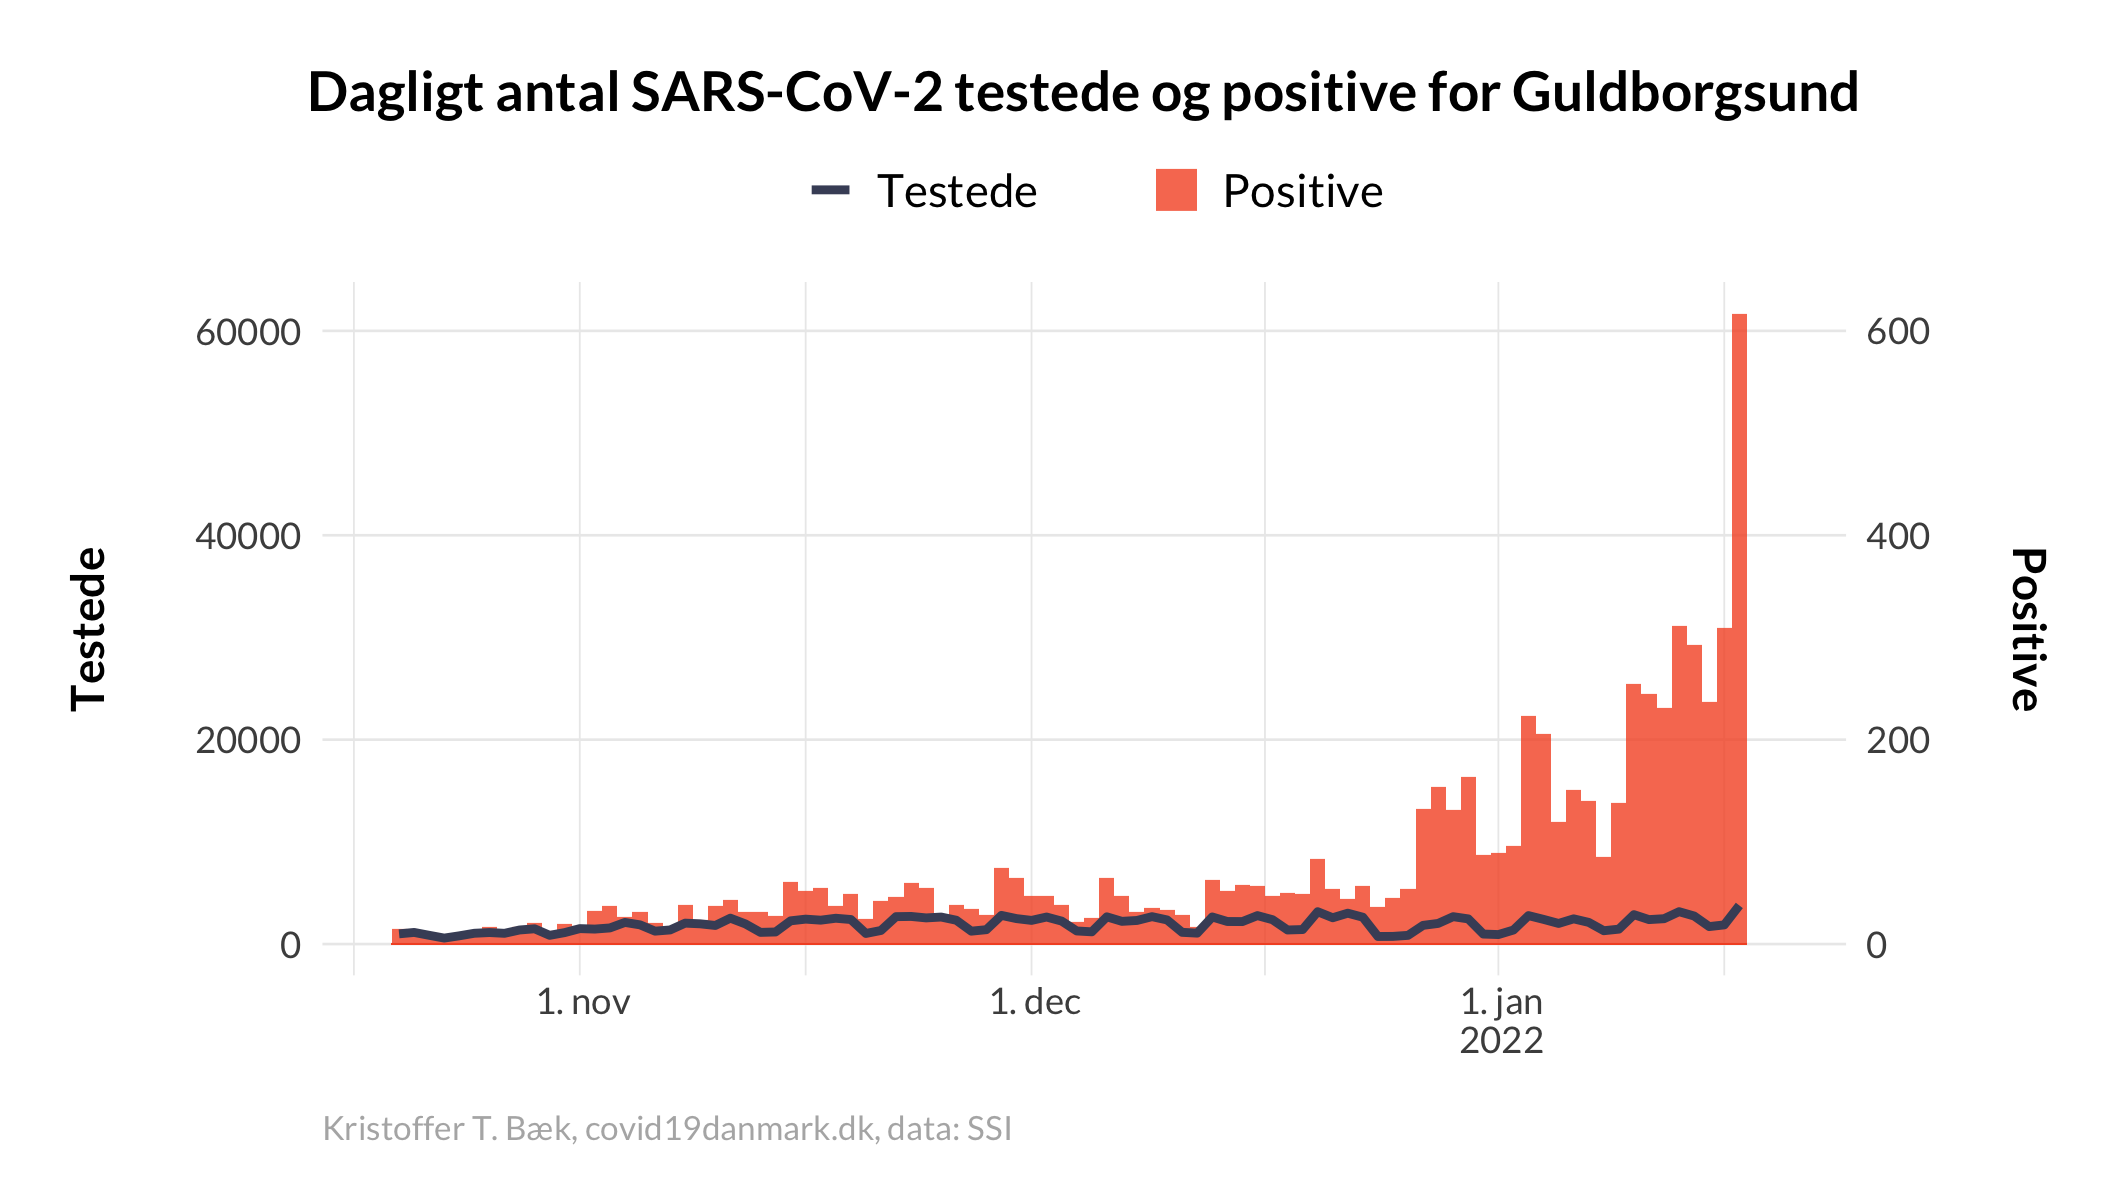 Dagligt antal SARS-CoV-2 testede og positive for Guldborgsund
Testede
Positive
60000
40000
20000
0
600
400
200
0
Testede
Positive
1. nov
1. dec
1. jan
2022
Kristoffer T. Bæk, covid19danmark.dk, data: SSI